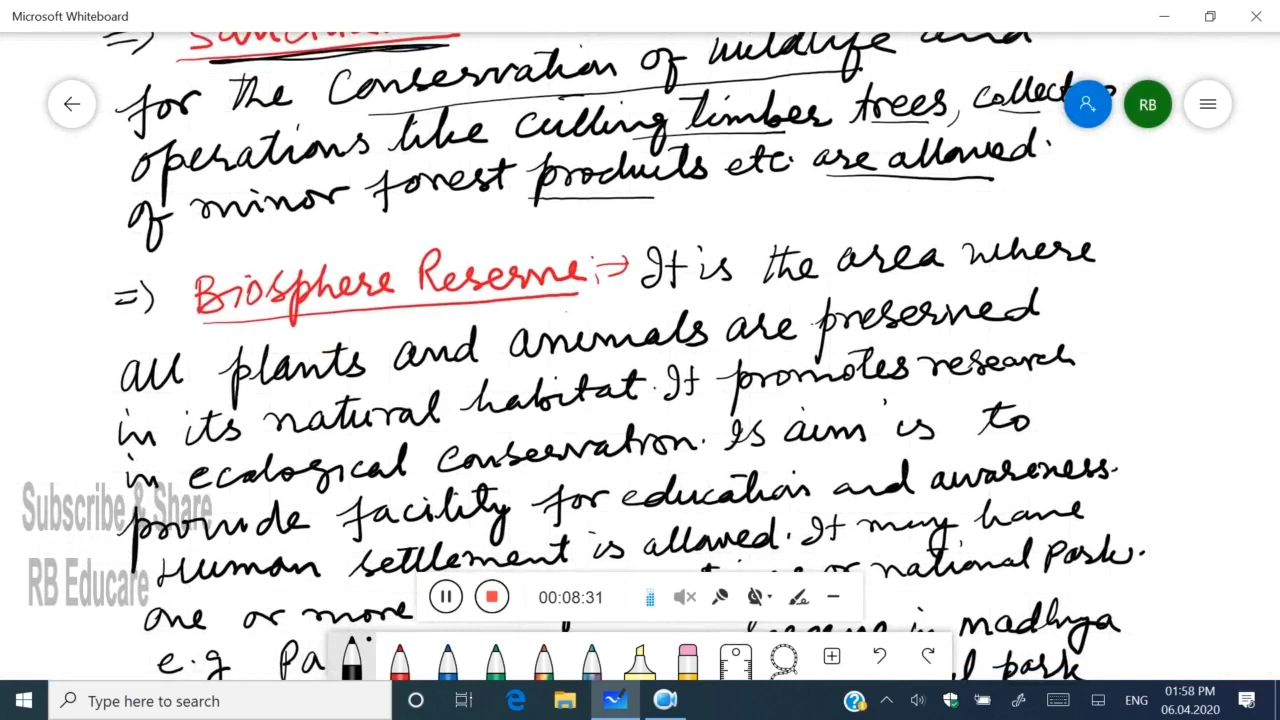 Microsoft Whiteboard
=>
for the conservation of wildlife and
operations like culling timber trees,
of minor forest products etc. are allowed.
RB
=> Biosphere Reserve :-> It is the area where
all plants and animals are preserved
in its natural habitat. It promotes research
in ecological conservation. Is aim is to
provide facility for education and awareness.
Human settlement is allowed. It may have
one or more or national Park.
e.g in madhya
park
Subscribe & Share
RB Educare
00:08:31
Type here to search
ENG
01:58 PM
06.04.2020